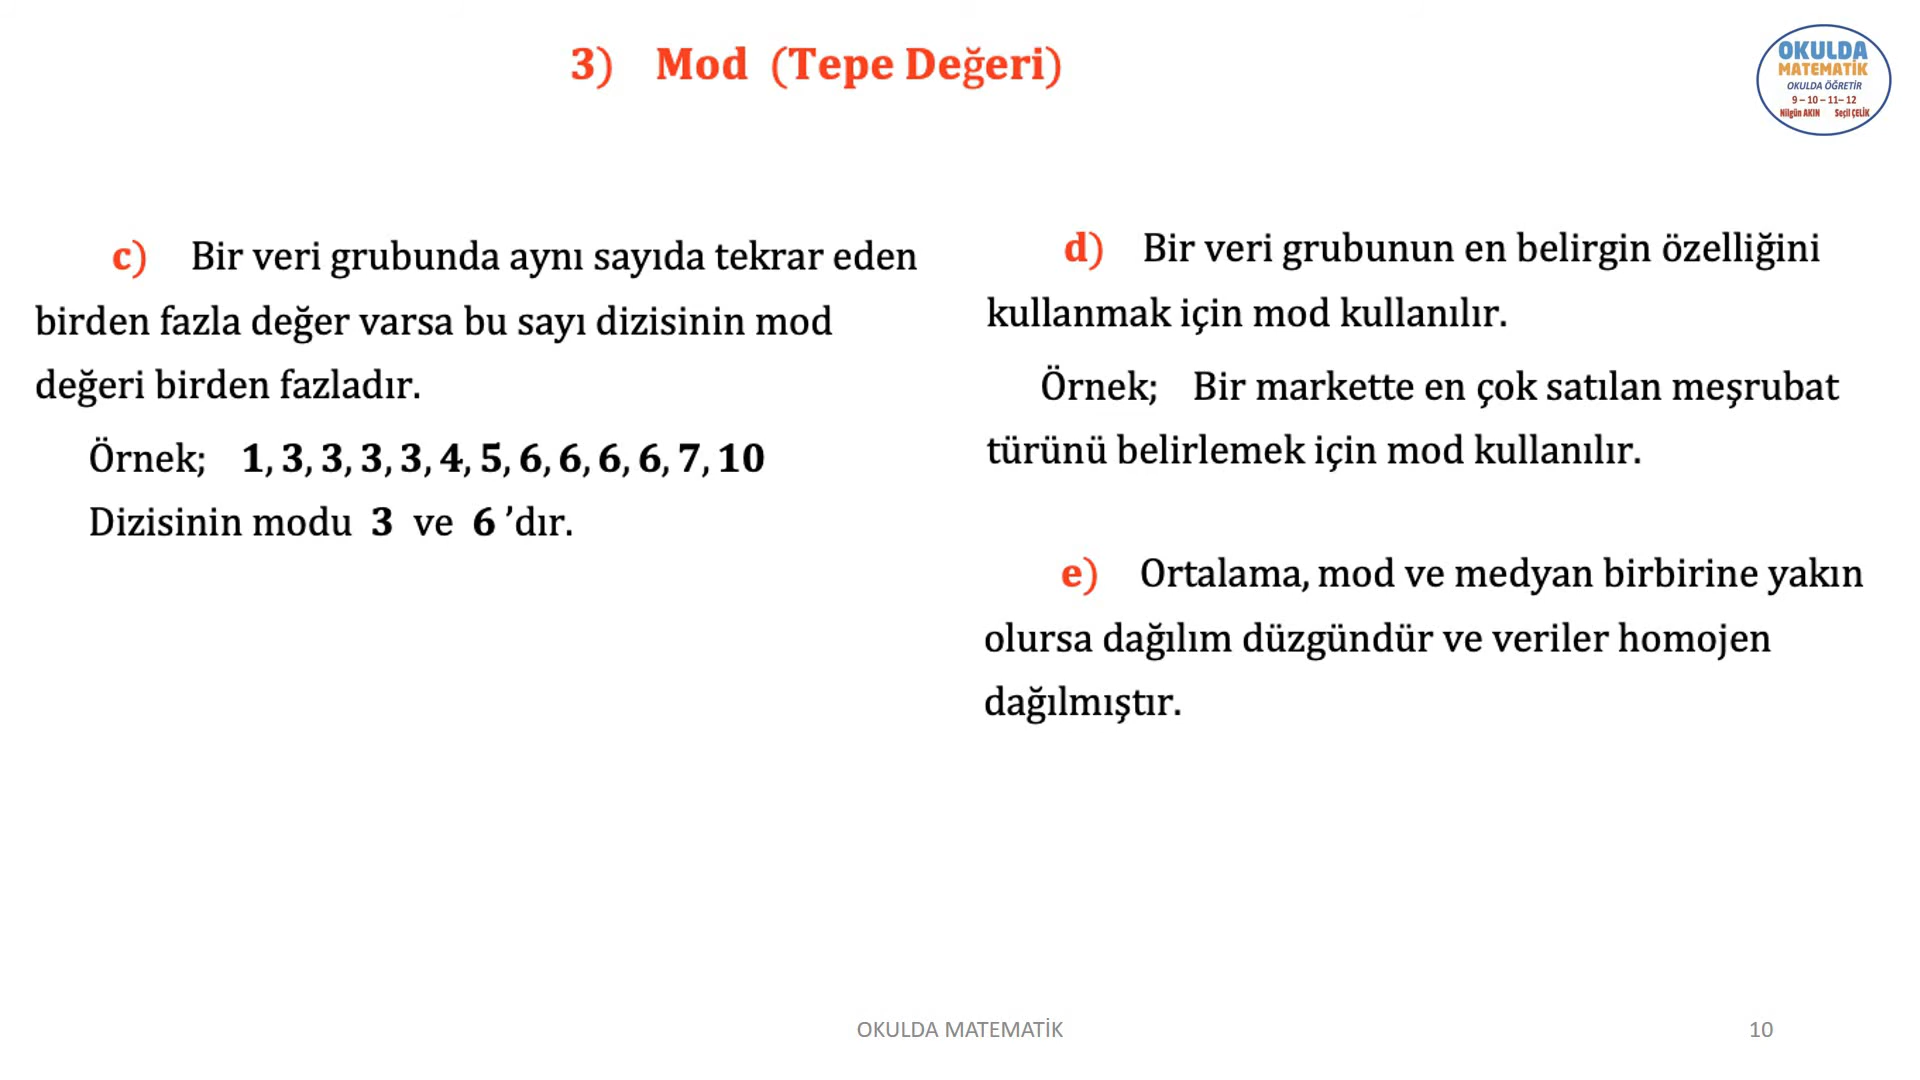 3) Mod (Tepe Değeri)
OKULDA
MATEMATİK
OKULDA ÖĞRETİR
9 – 10 – 11– 12
Nilgün AKIN Seçil ÇELİK
c) Bir veri grubunda aynı sayıda tekrar eden
birden fazla değer varsa bu sayı dizisinin mod
değeri birden fazladır.
Örnek; 1, 3, 3, 3, 3, 4, 5, 6, 6, 6, 6, 7, 10
Dizisinin modu 3 ve 6 ’dır.
d) Bir veri grubunun en belirgin özelliğini
kullanmak için mod kullanılır.
Örnek; Bir markette en çok satılan meşrubat
türünü belirlemek için mod kullanılır.
e) Ortalama, mod ve medyan birbirine yakın
olursa dağılım düzgündür ve veriler homojen
dağılmıştır.
OKULDA MATEMATİK
10